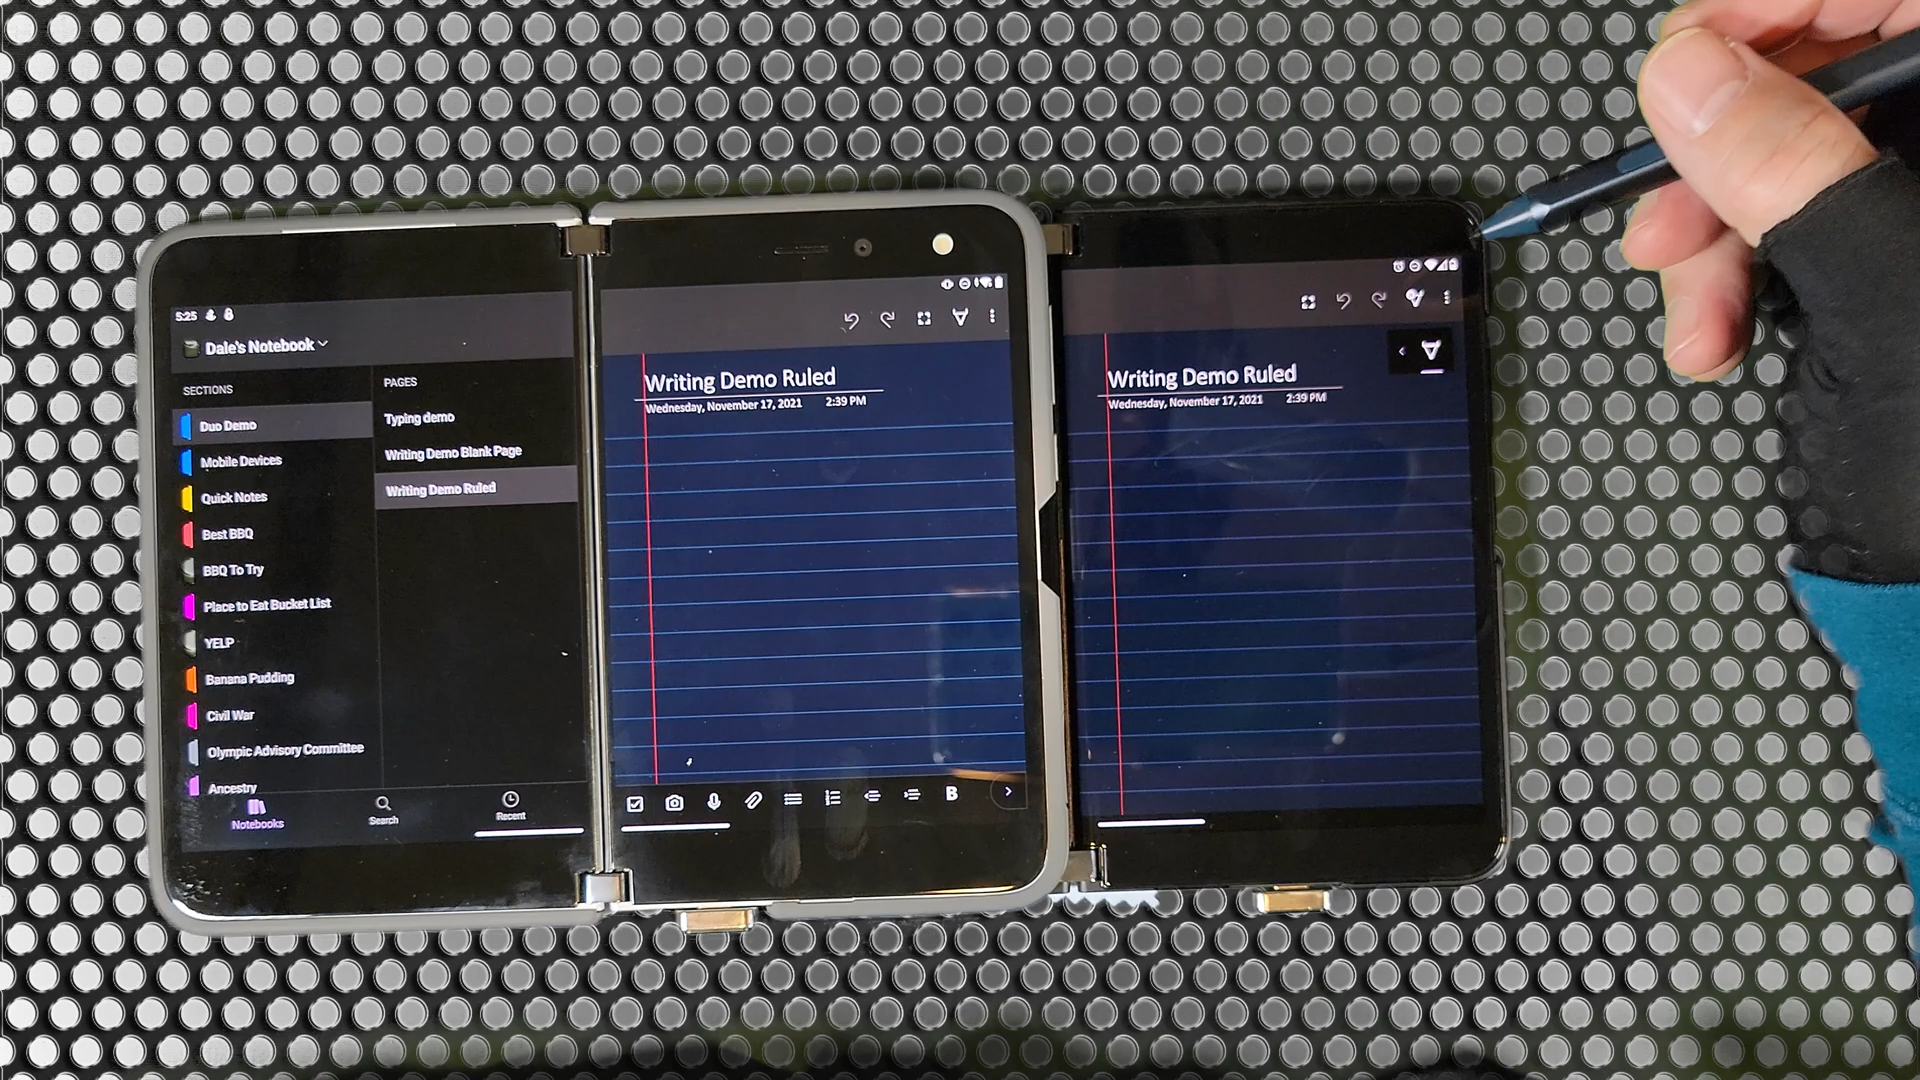 5:25
Dale's Notebook
SECTIONS
Duo Demo
Mobile Devices
Quick Notes
Best BBQ
BBQ To Try
Place to Eat Bucket List
YELP
Banana Pudding
Civil War
Olympic Advisory Committee
Ancestry
PAGES
Typing demo
Writing Demo Blank Page
Writing Demo Ruled
Notebooks
Search
Recent
Writing Demo Ruled
Wednesday, November 17, 2021 2:39 PM
B
Writing Demo Ruled
Wednesday, November 17, 2021 2:39 PM